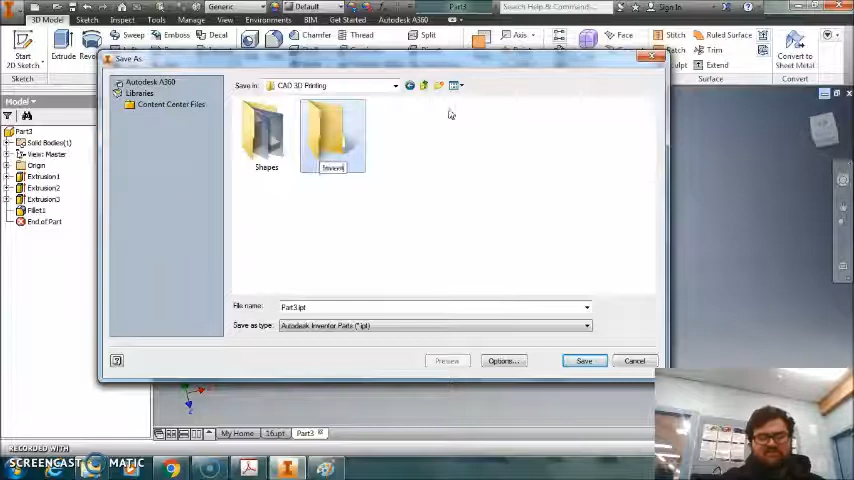 Generic
Default
Part3
Search Help & Commands...
Sign In
3D Model Sketch Inspect Tools Manage View Environments BIM Get Started Autodesk A360
Start
2D Sketch
Extrude
Sweep Emboss Decal
Chamfer
Thread
Split
Axis
Stitch Ruled Surface
Trim
Extend
Convert to
Sheet Metal
Sketch
Convert
Save As
Model
Part3
Solid Bodies(1)
View: Master
Origin
Extrusion1
Extrusion2
Extrusion3
Fillet1
End of Part
Autodesk A360
Libraries
Content Center Files
Save in: CAD 3D Printing
Shapes
Invent
File name: Part3.ipt
Save as type: Autodesk Inventor Parts (*.ipt)
Preview
Options...
Save
Cancel
My Home
16.ipt
Part3
RECORDED WITH
SCREENCAST MATIC